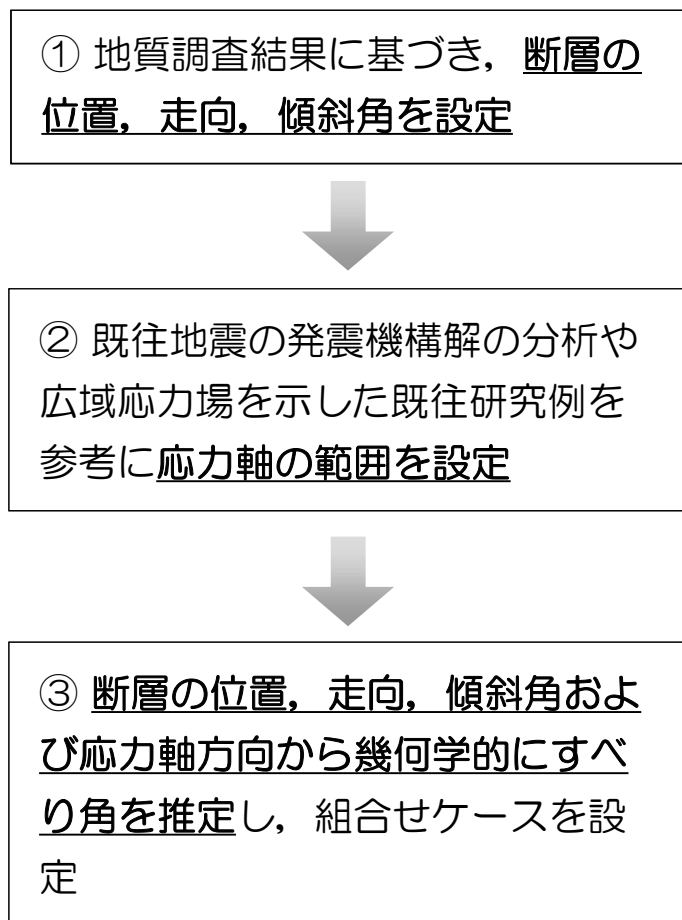 ① 地質調査結果に基づき，断層の
位置，走向，傾斜角を設定
② 既往地震の発震機構解の分析や
広域応力場を示した既往研究例を
参考に応力軸の範囲を設定
③ 断層の位置，走向，傾斜角およ
び応力軸方向から幾何学的にすべ
り角を推定し，組合せケースを設
定